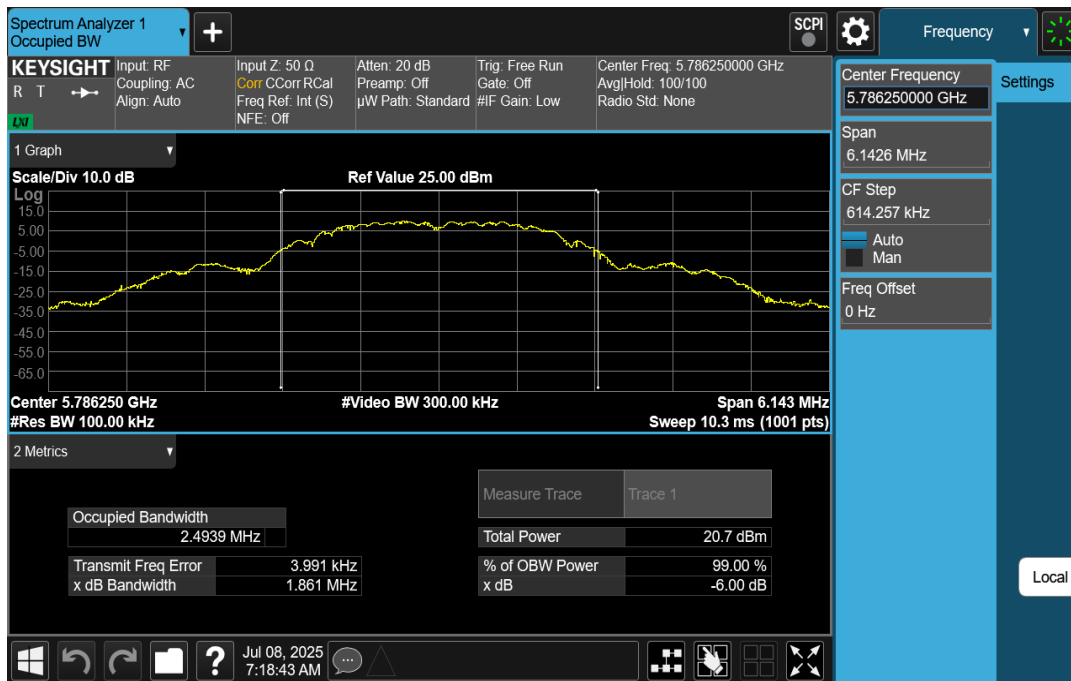 Spectrum Analyzer 1
Occupied BW
SCPI
Frequency
KEYSIGHT
R T
LXI
Input: RF
Coupling: AC
Align: Auto
Input Z: 50 Ω
Corr CCorr RCal
Freq Ref: Int (S)
NFE: Off
Atten: 20 dB
Preamp: Off
µW Path: Standard
Trig: Free Run
Gate: Off
#IF Gain: Low
Center Freq: 5.786250000 GHz
Avg|Hold: 100/100
Radio Std: None
Center Frequency
5.786250000 GHz
Settings
Span
6.1426 MHz
CF Step
614.257 kHz
Auto
Man
Freq Offset
0 Hz
1 Graph
Scale/Div 10.0 dB
Ref Value 25.00 dBm
Log
15.0
5.00
-5.00
-15.0
-25.0
-35.0
-45.0
-55.0
-65.0
Center 5.786250 GHz
#Video BW 300.00 kHz
Span 6.143 MHz
#Res BW 100.00 kHz
Sweep 10.3 ms (1001 pts)
2 Metrics
Measure Trace
Trace 1
Occupied Bandwidth
2.4939 MHz
Total Power
20.7 dBm
Transmit Freq Error
3.991 kHz
% of OBW Power
99.00 %
x dB Bandwidth
1.861 MHz
x dB
-6.00 dB
Local
?
Jul 08, 2025
7:18:43 AM